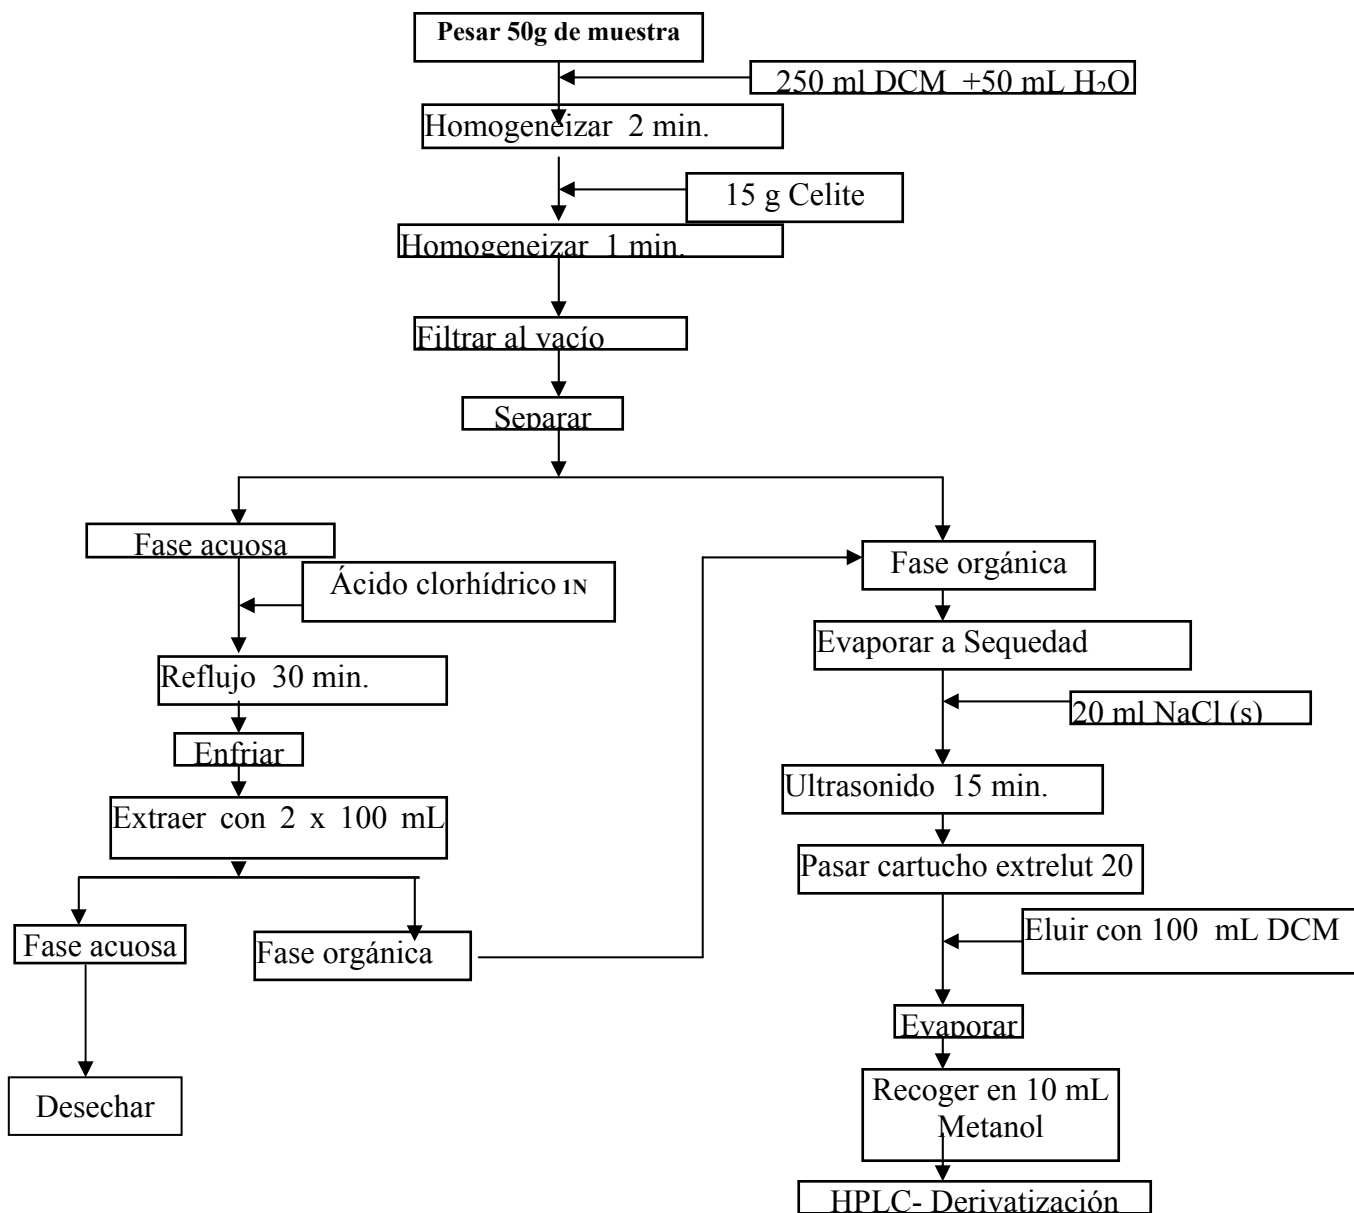 Pesar 50g de muestra
250 ml DCM +50 mL H₂O
Homogeneizar 2 min.
15 g Celite
Homogeneizar 1 min.
Filtrar al vacío
Separar
Fase acuosa
Ácido clorhídrico 1N
Reflujo 30 min.
Enfriar
Extraer con 2 x 100 mL
Fase acuosa
Fase orgánica
Desechar
Fase orgánica
Evaporar a Sequedad
20 ml NaCl (s)
Ultrasonido 15 min.
Pasar cartucho extrelut 20
Eluir con 100 mL DCM
Evaporar
Recoger en 10 mL
Metanol
HPLC- Derivatización